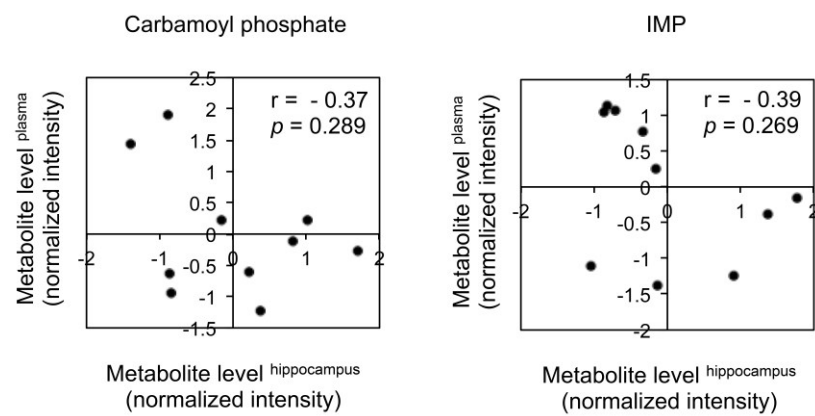 Carbamoyl phosphate
Metabolite level plasma
(normalized intensity)
2.5
2
1.5
1
0.5
0
-0.5
-1
-1.5
-2
-1
0
1
2
r = - 0.37
p = 0.289
Metabolite level hippocampus
(normalized intensity)
IMP
Metabolite level plasma
(normalized intensity)
1.5
1
0.5
0
-0.5
-1
-1.5
-2
-2
-1
0
1
2
r = - 0.39
p = 0.269
Metabolite level hippocampus
(normalized intensity)